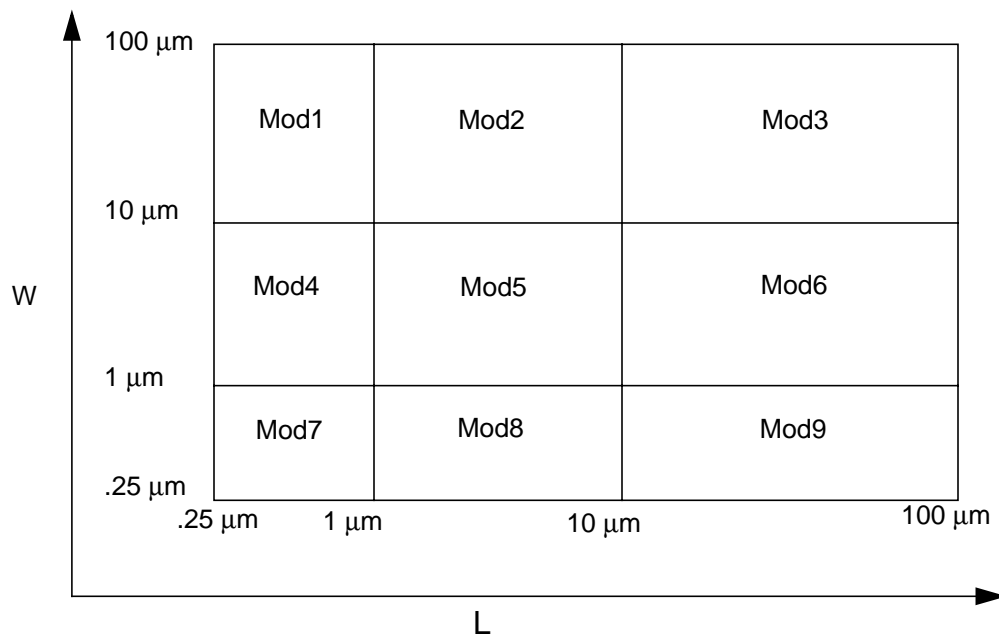 100 μm
Mod1 Mod2 Mod3
10 μm
Mod4 Mod5 Mod6
W
1 μm
Mod7 Mod8 Mod9
.25 μm
.25 μm 1 μm 10 μm 100 μm
L